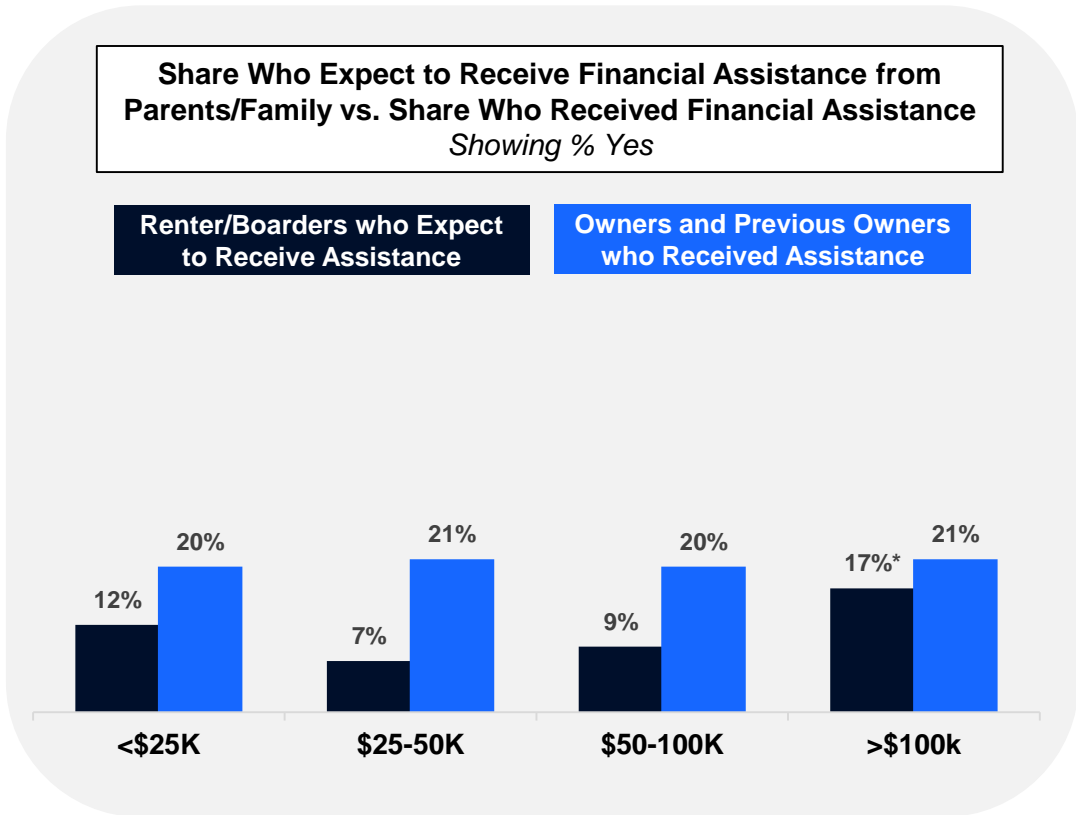 Share Who Expect to Receive Financial Assistance from
Parents/Family vs. Share Who Received Financial Assistance
Showing % Yes
Renter/Boarders who Expect
to Receive Assistance
Owners and Previous Owners
who Received Assistance
12%
20%
7%
21%
9%
20%
17%*
21%
<$25K
$25-50K
$50-100K
>$100k